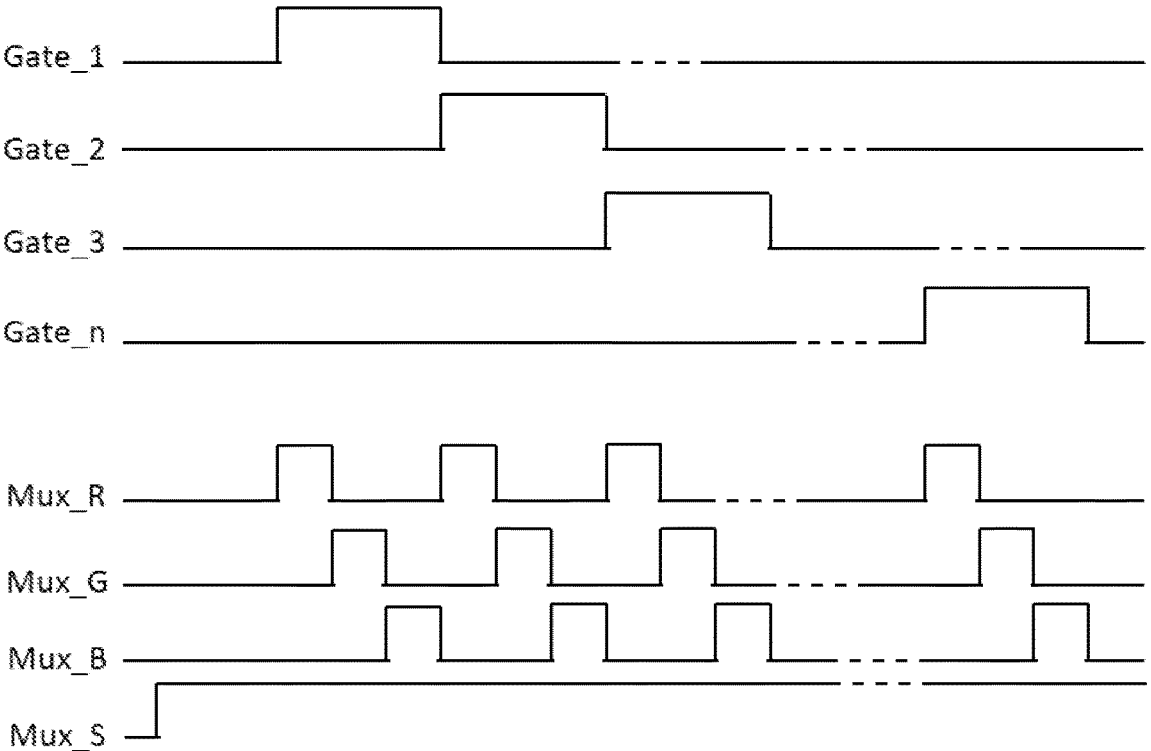 Gate_1
Gate_2
Gate_3
Gate_n
Mux_R
Mux_G
Mux_B
Mux_S